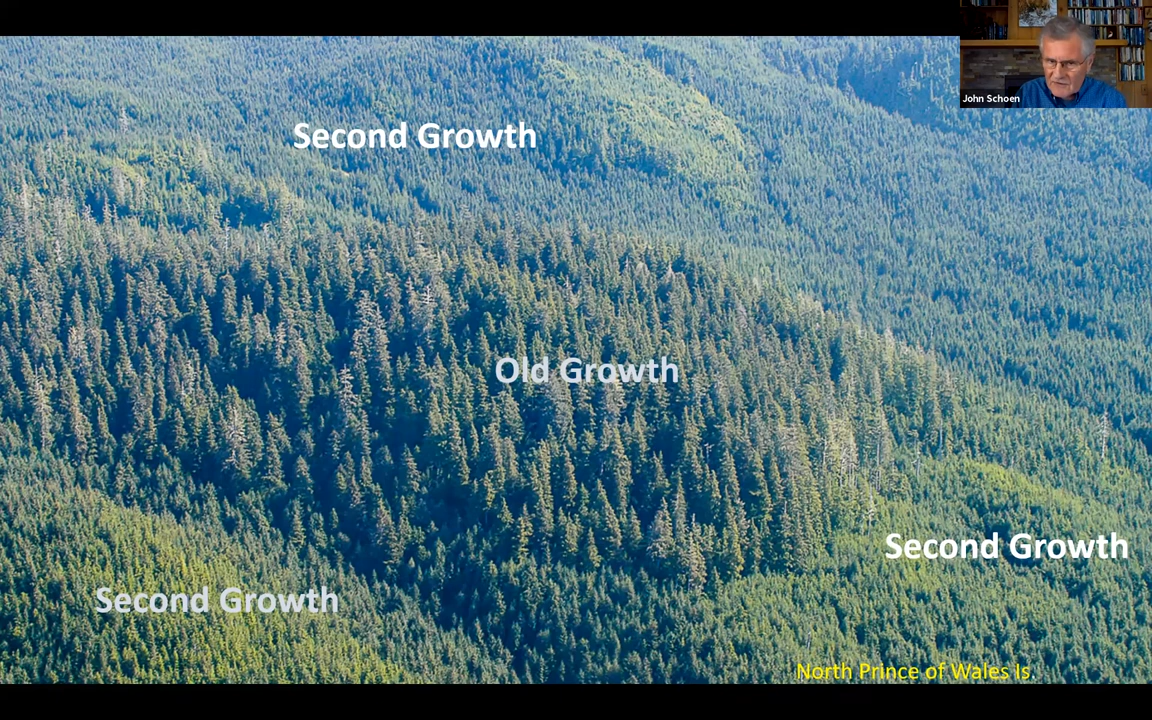 John Schoen
Second Growth
Old Growth
Second Growth
Second Growth
North Prince of Wales Is.